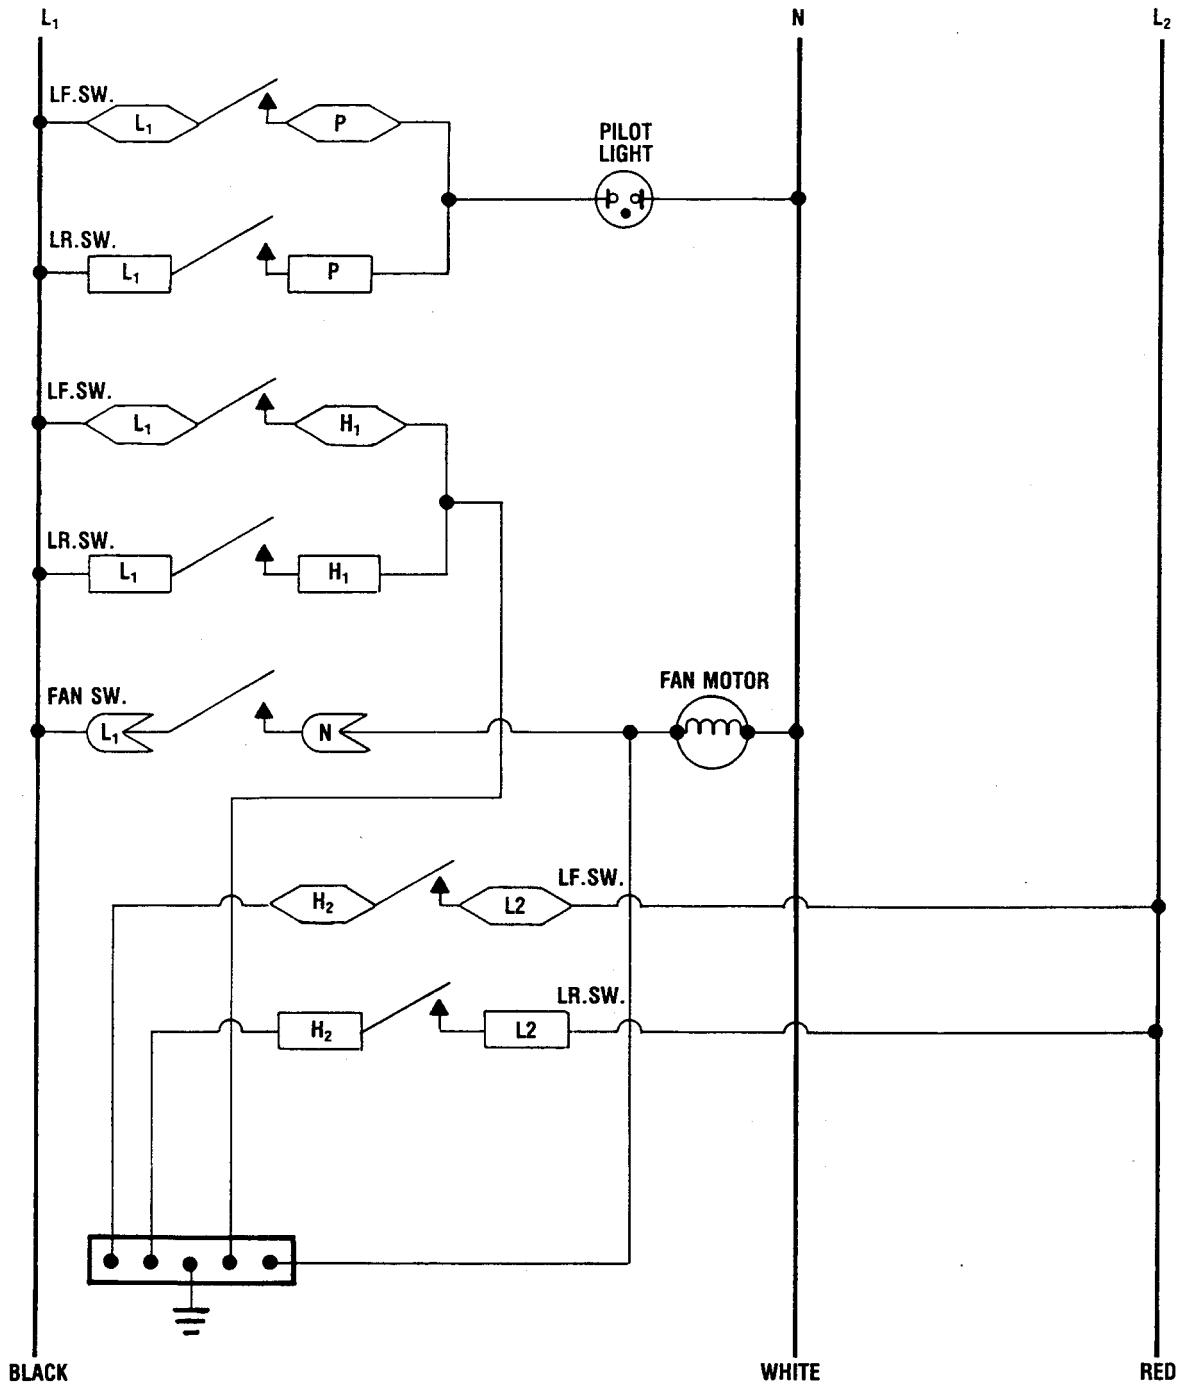 L₁ N L₂
LF.SW.
L₁ P
PILOT
LIGHT
LR.SW.
L₁ P
LF.SW.
L₁ H₁
LR.SW.
L₁ H₁
FAN SW.
L₁ N
FAN MOTOR
LF.SW.
H₂ L2
LR.SW.
H₂ L2
BLACK WHITE RED